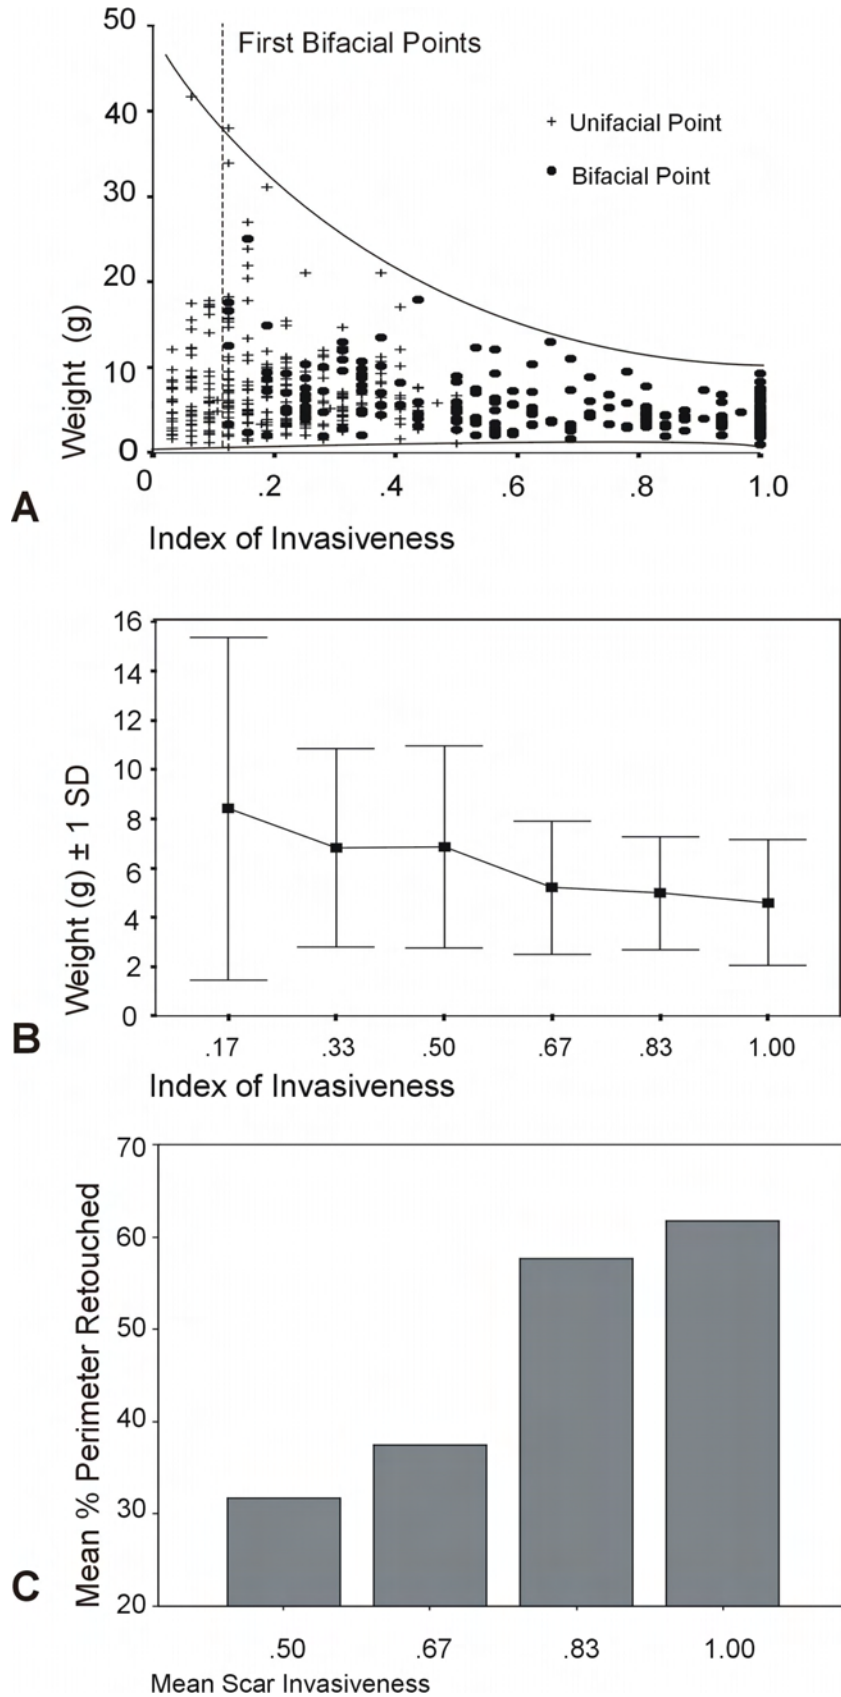 50
First Bifacial Points
40
+ Unifacial Point
Bifacial Point
30
20
10
0
Weight (g)
0 .2 .4 .6 .8 1.0
A
Index of Invasiveness
16
14
12
10
8
6
4
2
0
Weight (g) ± 1 SD
B
.17 .33 .50 .67 .83 1.00
Index of Invasiveness
70
60
50
40
30
20
Mean % Perimeter Retouched
C
.50 .67 .83 1.00
Mean Scar Invasiveness